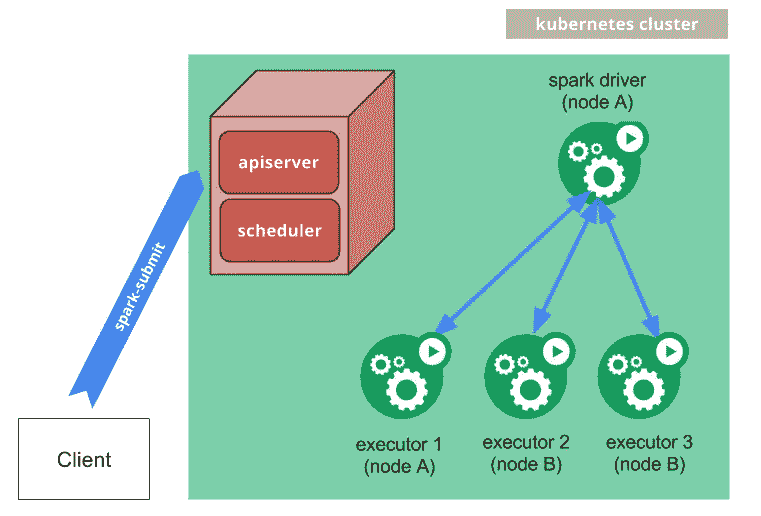 kubernetes cluster
spark driver
(node A)
apiserver
scheduler
spark-submit
executor 1
(node A)
executor 2
(node B)
executor 3
(node B)
Client